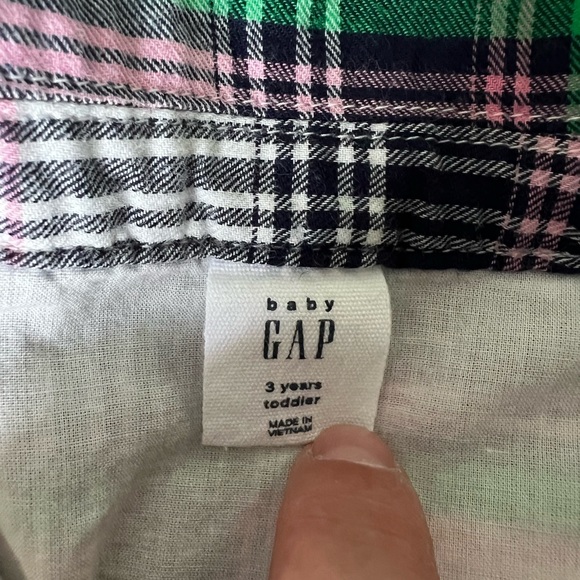 baby
GAP
3 years
toddler
MADE IN
VIETNAM